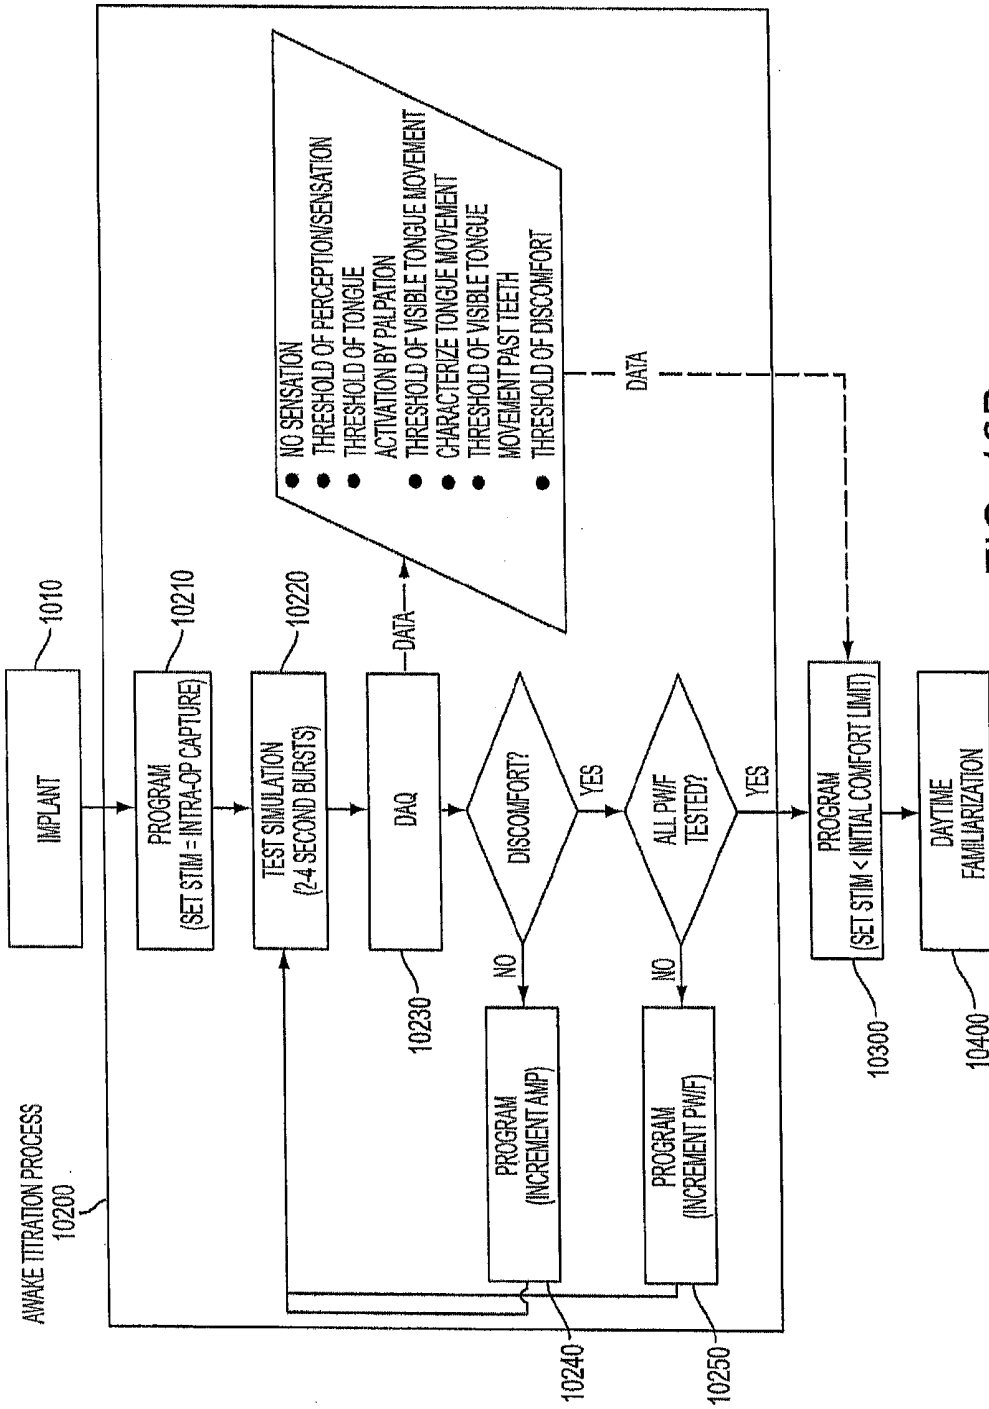 AWAKE TITRATION PROCESS
10200
IMPLANT
1010
PROGRAM
(SET STIM = INTRA-OP CAPTURE)
10210
TEST SIMULATION
(2-4 SECOND BURSTS)
10220
DAQ
10230
DATA
● NO SENSATION
● THRESHOLD OF PERCEPTION/SENSATION
● THRESHOLD OF TONGUE
ACTIVATION BY PALPATION
● THRESHOLD OF VISIBLE TONGUE MOVEMENT
● CHARACTERIZE TONGUE MOVEMENT
● THRESHOLD OF VISIBLE TONGUE
MOVEMENT PAST TEETH
● THRESHOLD OF DISCOMFORT
DISCOMFORT?
NO
YES
PROGRAM
(INCREMENT AMP)
10240
ALL PW/F
TESTED?
NO
YES
PROGRAM
(INCREMENT PW/F)
10250
DATA
PROGRAM
(SET STIM < INITIAL COMFORT LIMIT)
10300
DAYTIME
FAMILIARIZATION
10400